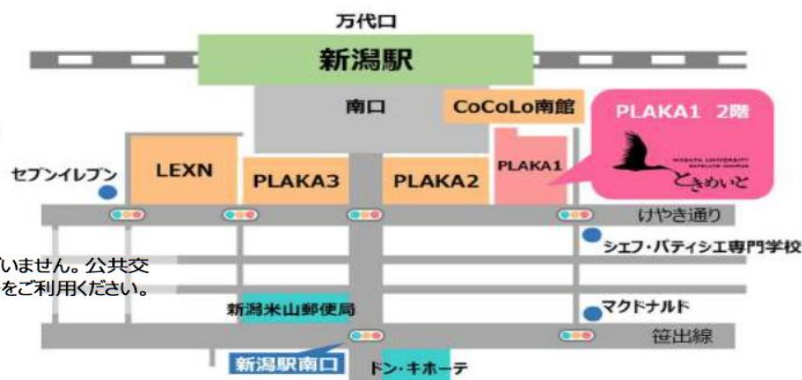 万代口
新潟駅
南口
CoCoLo南館
PLAKA1 2階
NIIGATA UNIVERSITY
SATELLITE CAMPUS
ときめいと
セブンイレブン
LEXN
PLAKA3
PLAKA2
PLAKA1
けやき通り
シェフ・パティシエ専門学校
いません。公共交
をご利用ください。
新潟米山郵便局
マクドナルド
笹出線
新潟駅南口
ドン・キホーテ